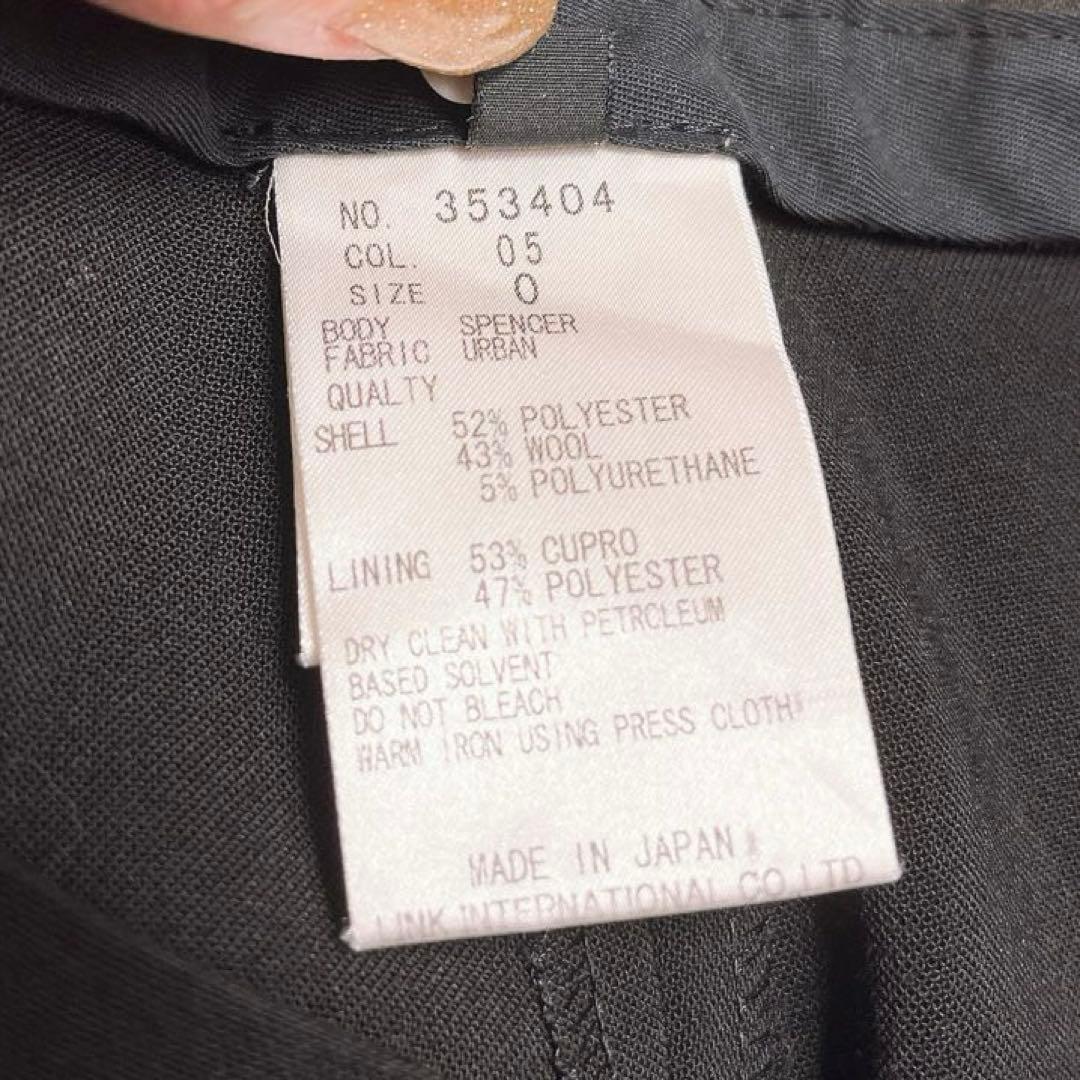 NO. 353404
COL. 05
SIZE 0
BODY SPENCER
FABRIC URBAN
QUALTY
SHELL 52% POLYESTER
43% WOOL
5% POLYURETHANE
LINING 53% CUPRO
47% POLYESTER
DRY CLEAN WITH PETROLEUM
BASED SOLVENT
DO NOT BLEACH
WARM IRON USING PRESS CLOTH
MADE IN JAPAN
LINK INTERNATIONAL CO.LTD